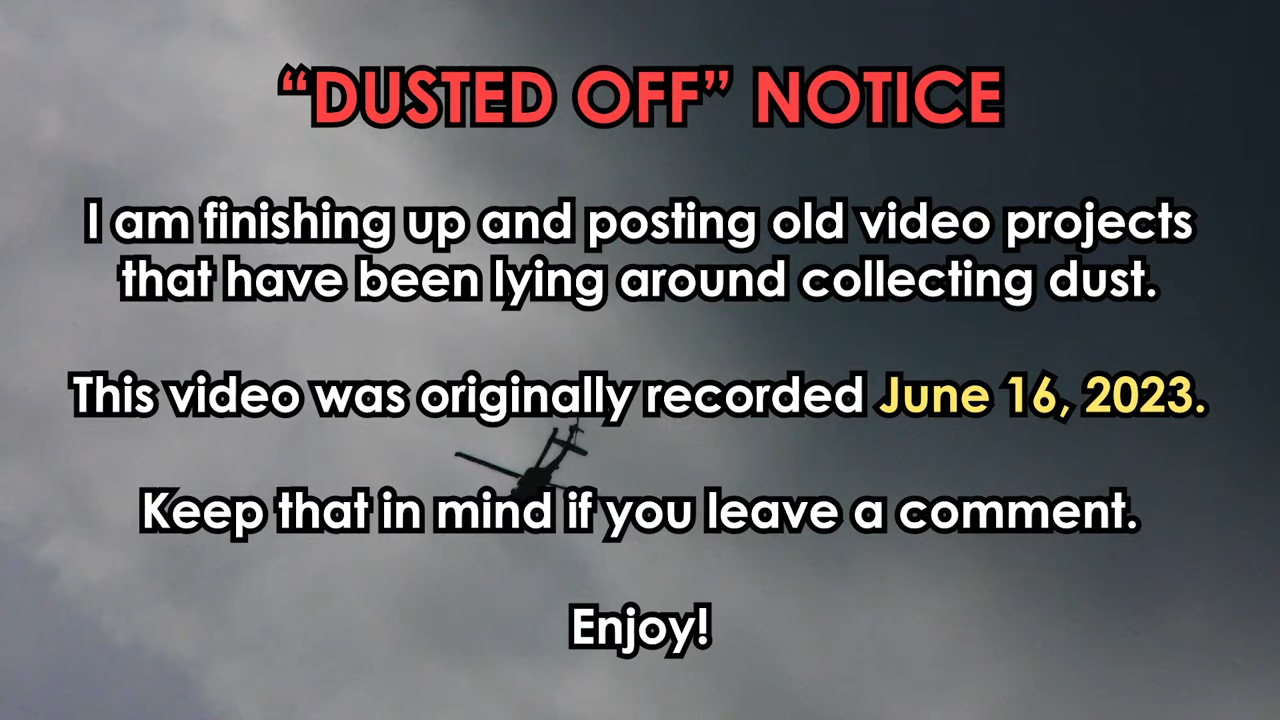 “DUSTED OFF” NOTICE
I am finishing up and posting old video projects
that have been lying around collecting dust.
This video was originally recorded June 16, 2023.
Keep that in mind if you leave a comment.
Enjoy!